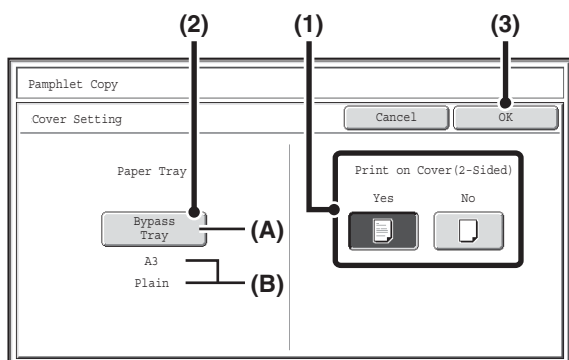 (2) (1) (3)
Pamphlet Copy
Cover Setting Cancel OK
Paper Tray Print on Cover(2-Sided)
Yes No
Bypass
Tray
(A)
A3
Plain
(B)